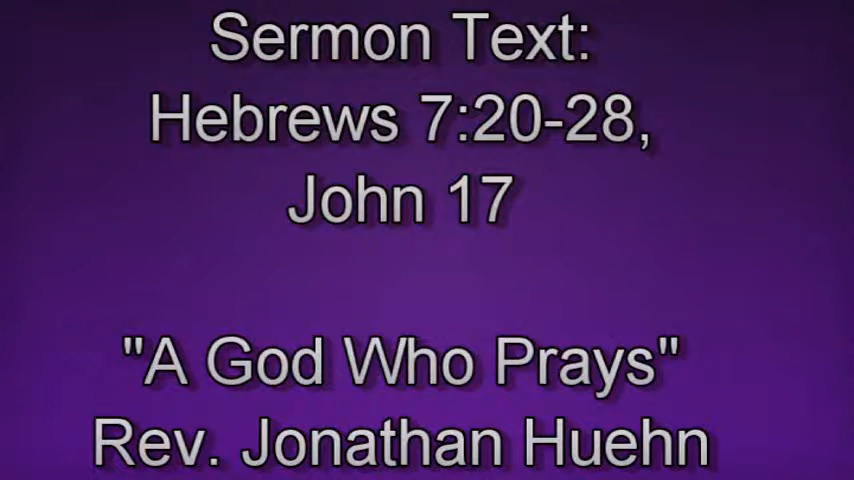 Sermon Text:
Hebrews 7:20-28,
John 17
"A God Who Prays"
Rev. Jonathan Huehn